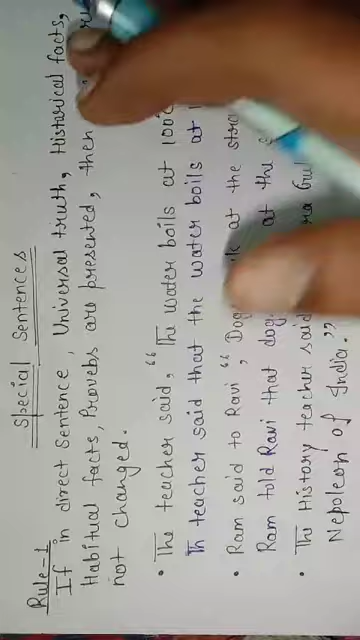 Special Sentences
Rule-1
If in direct Sentence, Universal truth, Historical facts,
Habitual facts, Proverbs are presented, then
not changed.
• The teacher said, "The water boils at 100°
Th teacher said that the water boils at
• Ram said to Ravi", Dog at the
Ram told Ravi that dog at the
• The History teacher said
Nepoleon of India."